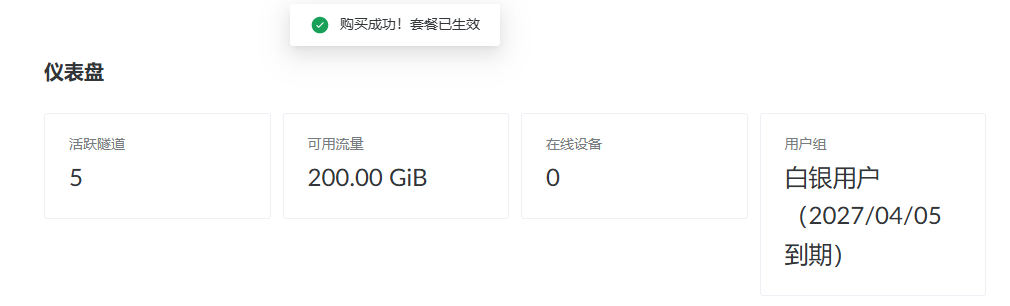 购买成功！套餐已生效
仪表盘
活跃隧道
5
可用流量
200.00 GiB
在线设备
0
用户组
白银用户
（2027/04/05
到期）